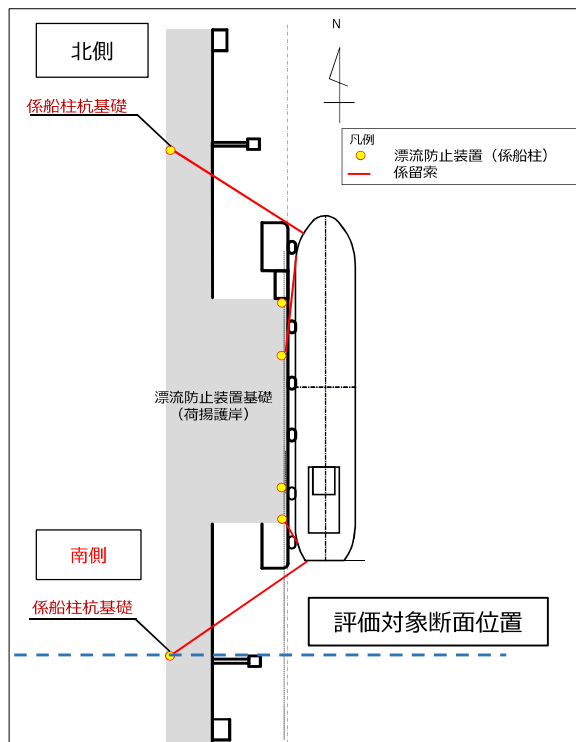 北側
N
係船柱杭基礎
凡例
漂流防止装置（係船柱）
係留索
漂流防止装置基礎
（荷揚護岸）
南側
係船柱杭基礎
評価対象断面位置